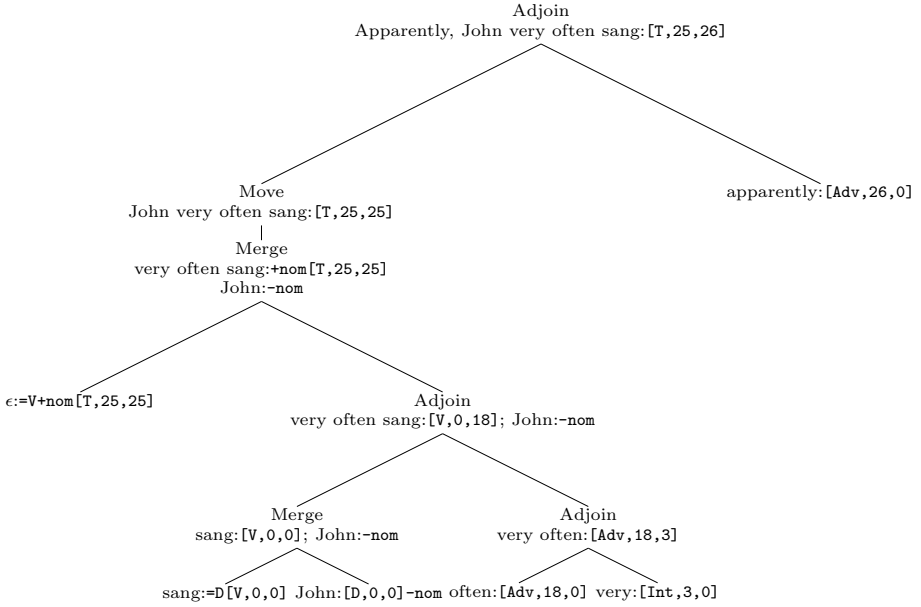 Adjoin
Apparently, John very often sang:[T,25,26]
Move
John very often sang:[T,25,25]
apparently:[Adv,26,0]
Merge
very often sang:+nom[T,25,25]
John:-nom
ϵ:=V+nom[T,25,25]
Adjoin
very often sang:[V,0,18]; John:-nom
Merge
sang:[V,0,0]; John:-nom
Adjoin
very often:[Adv,18,3]
sang:=D[V,0,0] John:[D,0,0]-nom often:[Adv,18,0] very:[Int,3,0]